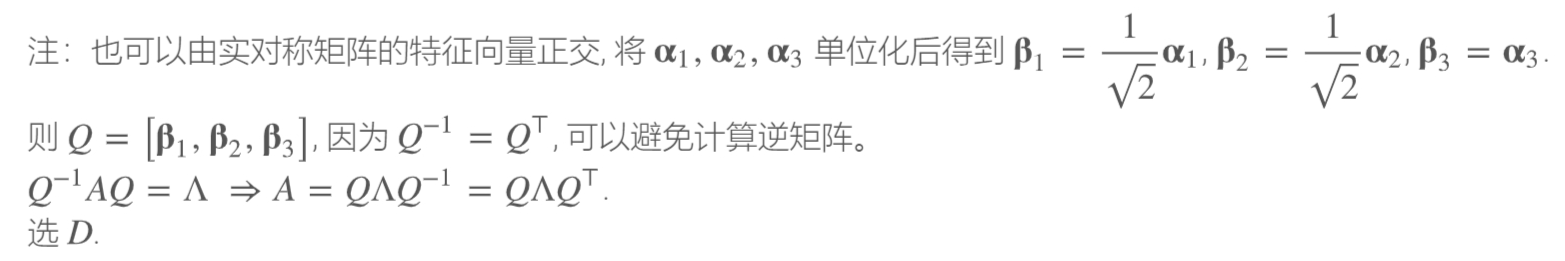 注：也可以由实对称矩阵的特征向量正交, 将 $\boldsymbol{\alpha}_1, \boldsymbol{\alpha}_2, \boldsymbol{\alpha}_3$ 单位化后得到 $\boldsymbol{\beta}_1 = \frac{1}{\sqrt{2}}\boldsymbol{\alpha}_1, \boldsymbol{\beta}_2 = \frac{1}{\sqrt{2}}\boldsymbol{\alpha}_2, \boldsymbol{\beta}_3 = \boldsymbol{\alpha}_3$.
则 $Q = [\boldsymbol{\beta}_1, \boldsymbol{\beta}_2, \boldsymbol{\beta}_3]$, 因为 $Q^{-1} = Q^{\top}$, 可以避免计算逆矩阵。
$Q^{-1}AQ = \Lambda \Rightarrow A = Q\Lambda Q^{-1} = Q\Lambda Q^{\top}$.
选 $D$.